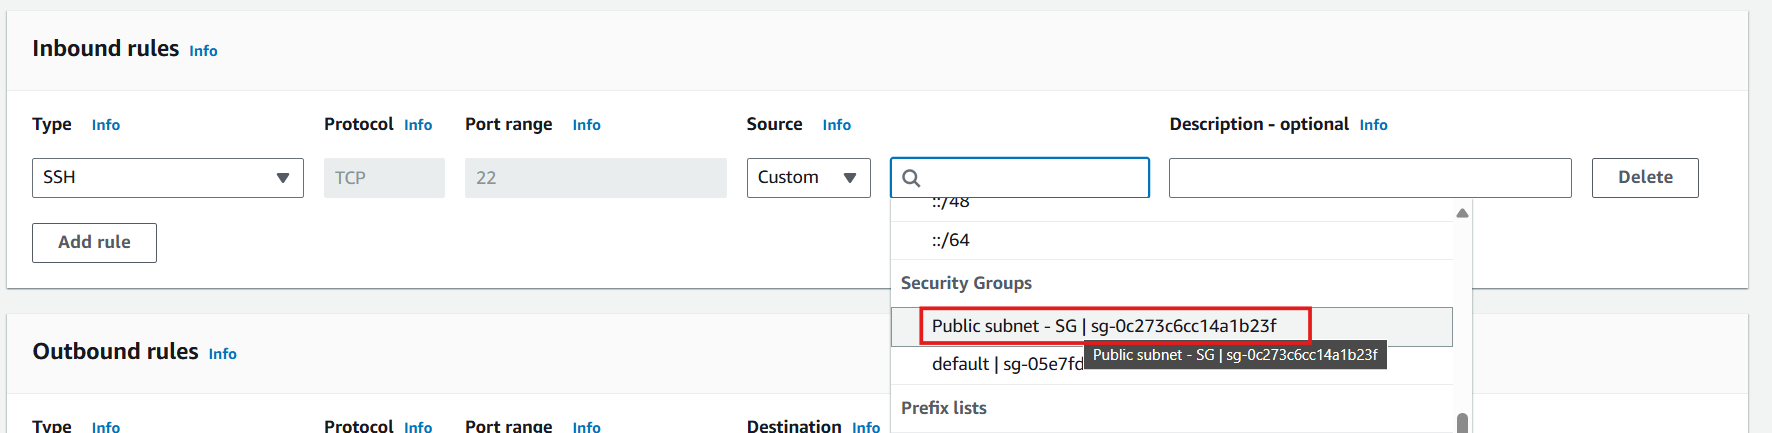 Inbound rules Info
Type Info Protocol Info Port range Info Source Info Description - optional Info
SSH TCP 22 Custom Delete
::/48
Add rule
::/64
Security Groups
Public subnet - SG | sg-0c273c6cc14a1b23f
Public subnet - SG | sg-0c273c6cc14a1b23f
default | sg-05e7fd
Outbound rules Info
Prefix lists
Type Info Protocol Info Port range Info Destination Info